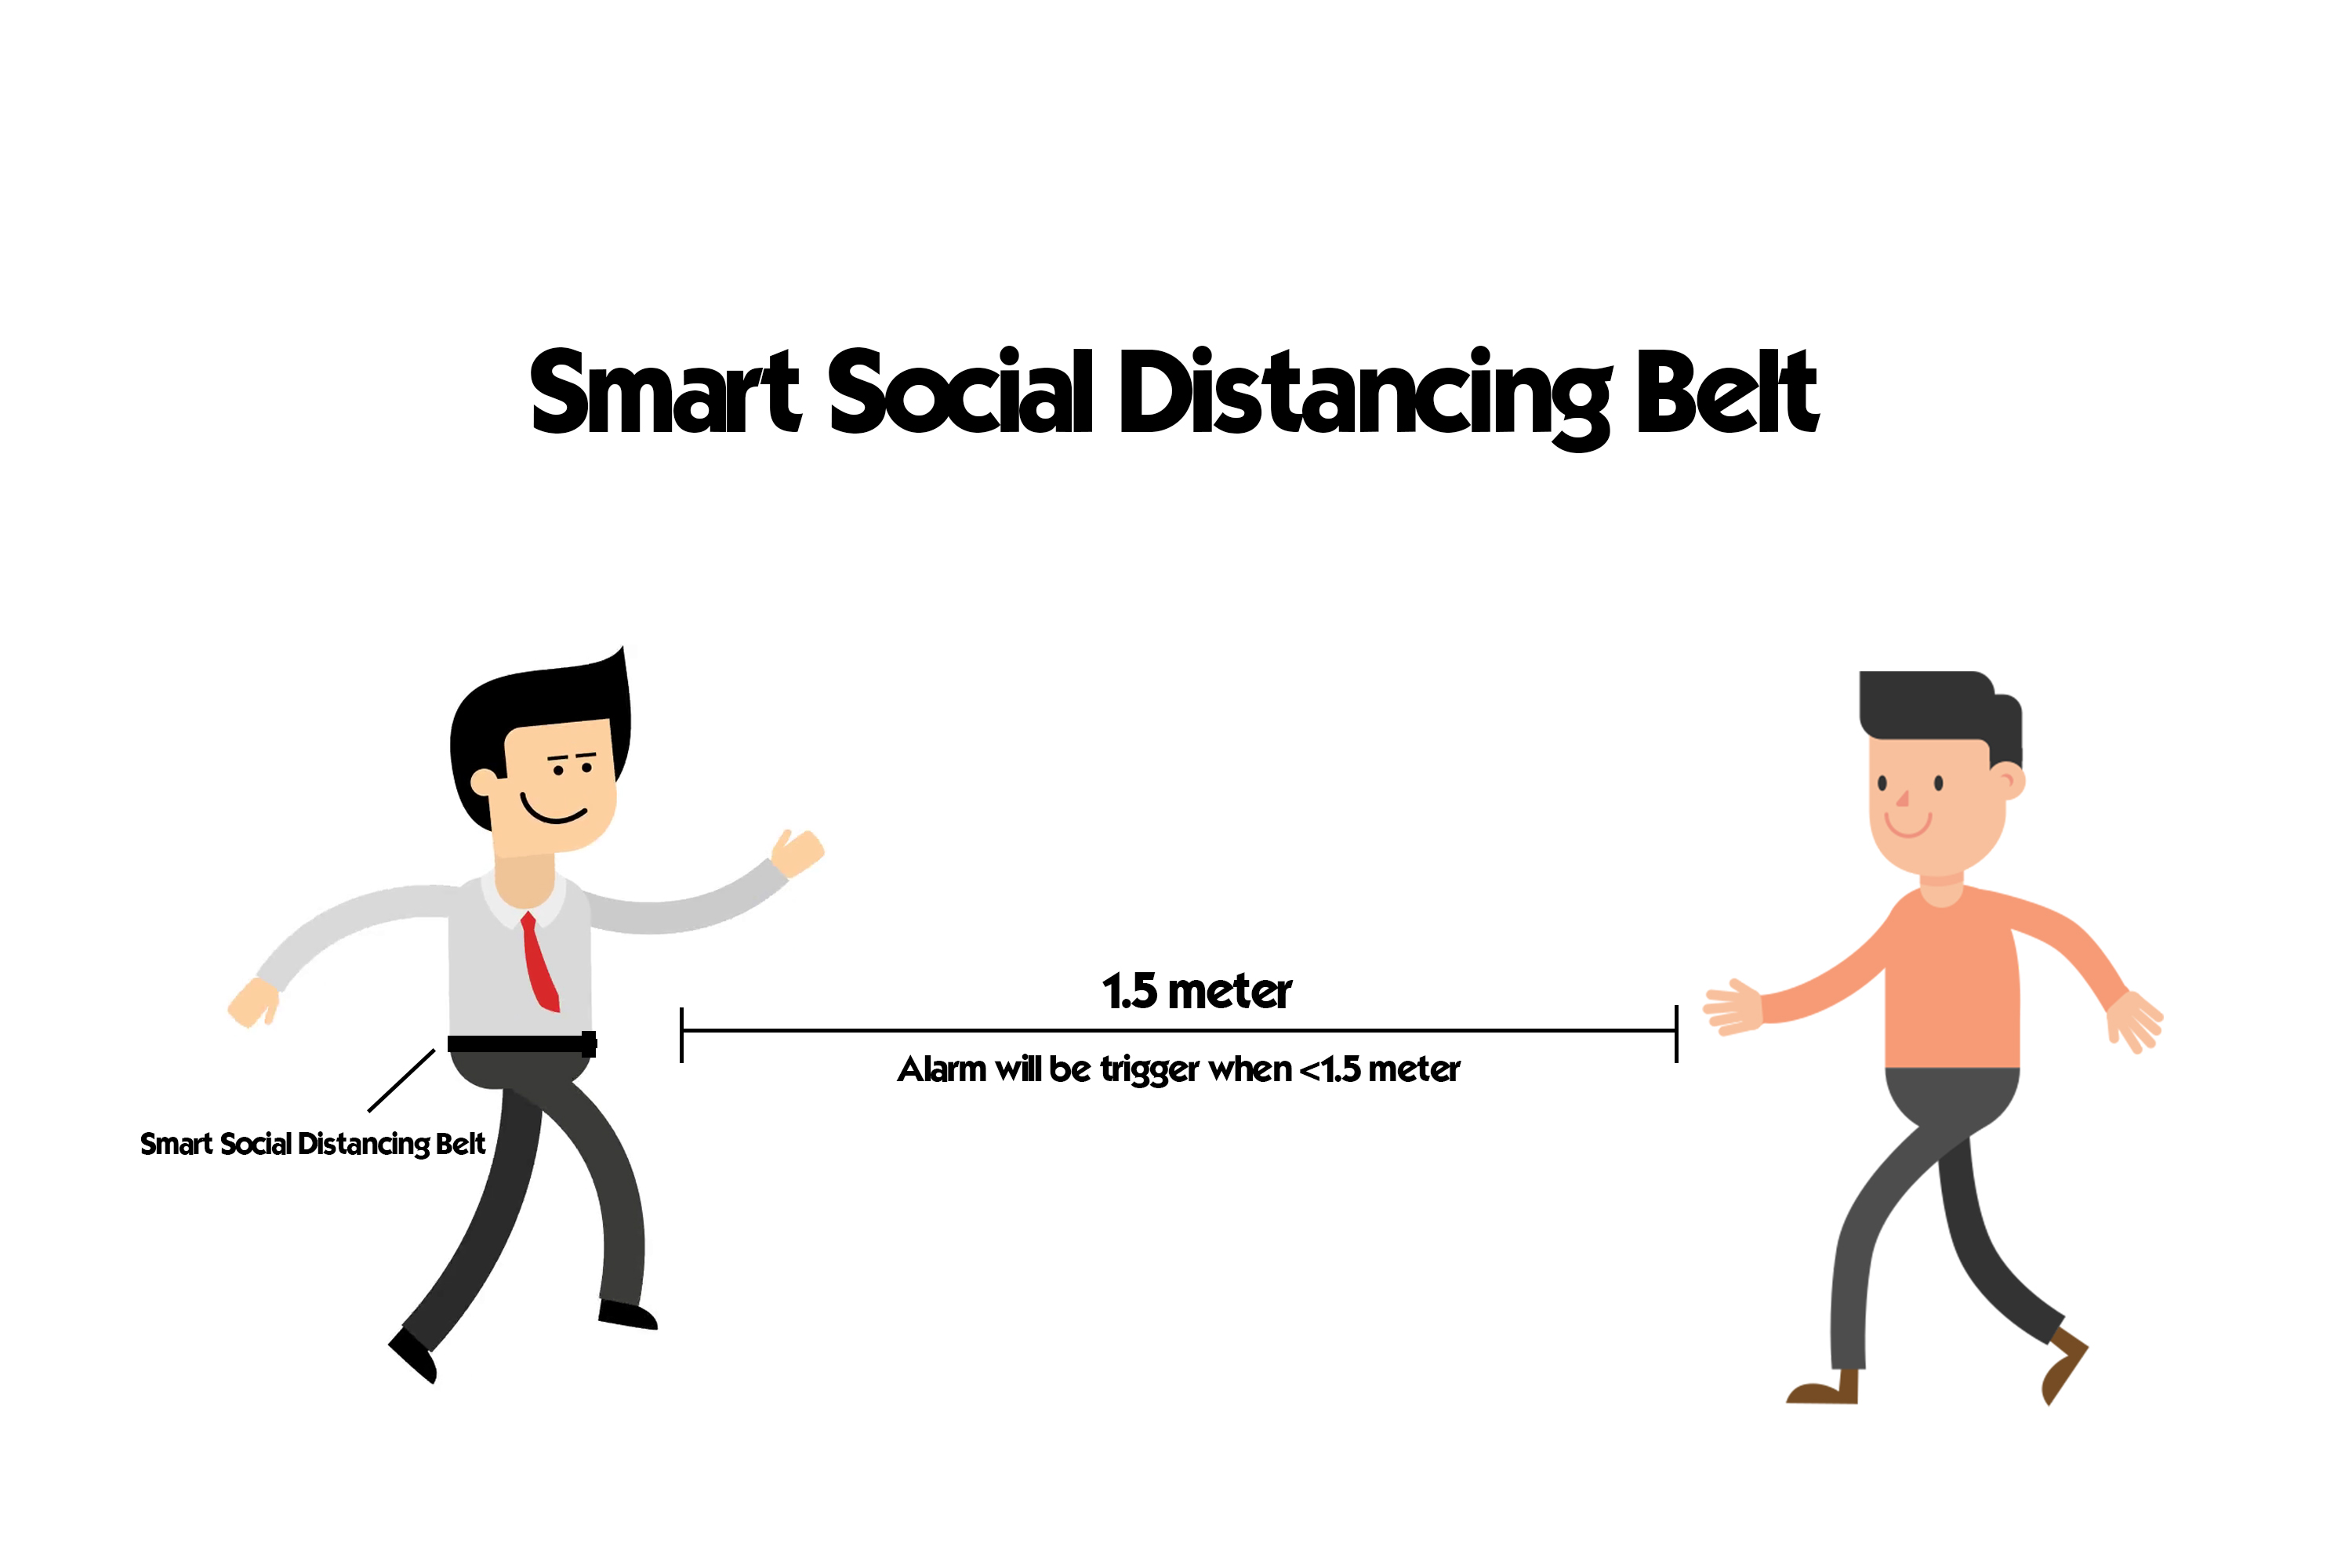 Smart Social Distancing Belt
1.5 meter
Alarm will be trigger when <1.5 meter
Smart Social Distancing Belt